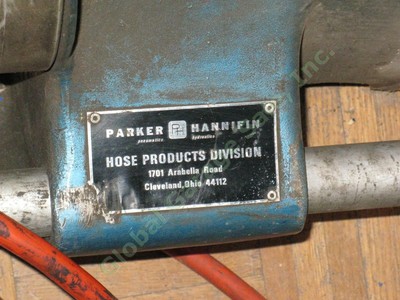 PARKER HANNIFIN
pneumatics hydraulics
HOSE PRODUCTS DIVISION
1701 Arabella Road
Cleveland, Ohio 44112